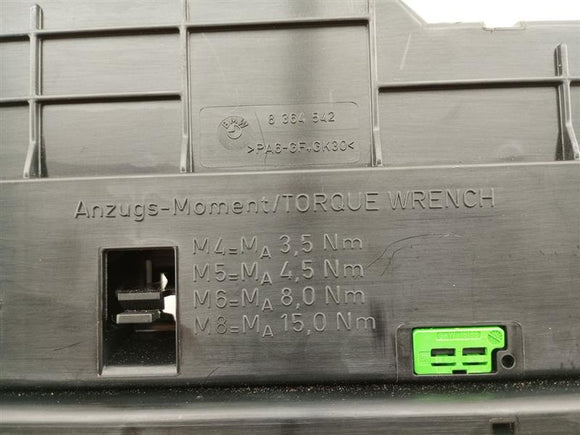 BMW
8 364 542
>PA6-GF+GK30<
Anzugs-Moment/TORQUE WRENCH
M4=MA 3,5 Nm
M5=MA 4,5 Nm
M6=MA 8,0 Nm
M8=MA 15,0 Nm